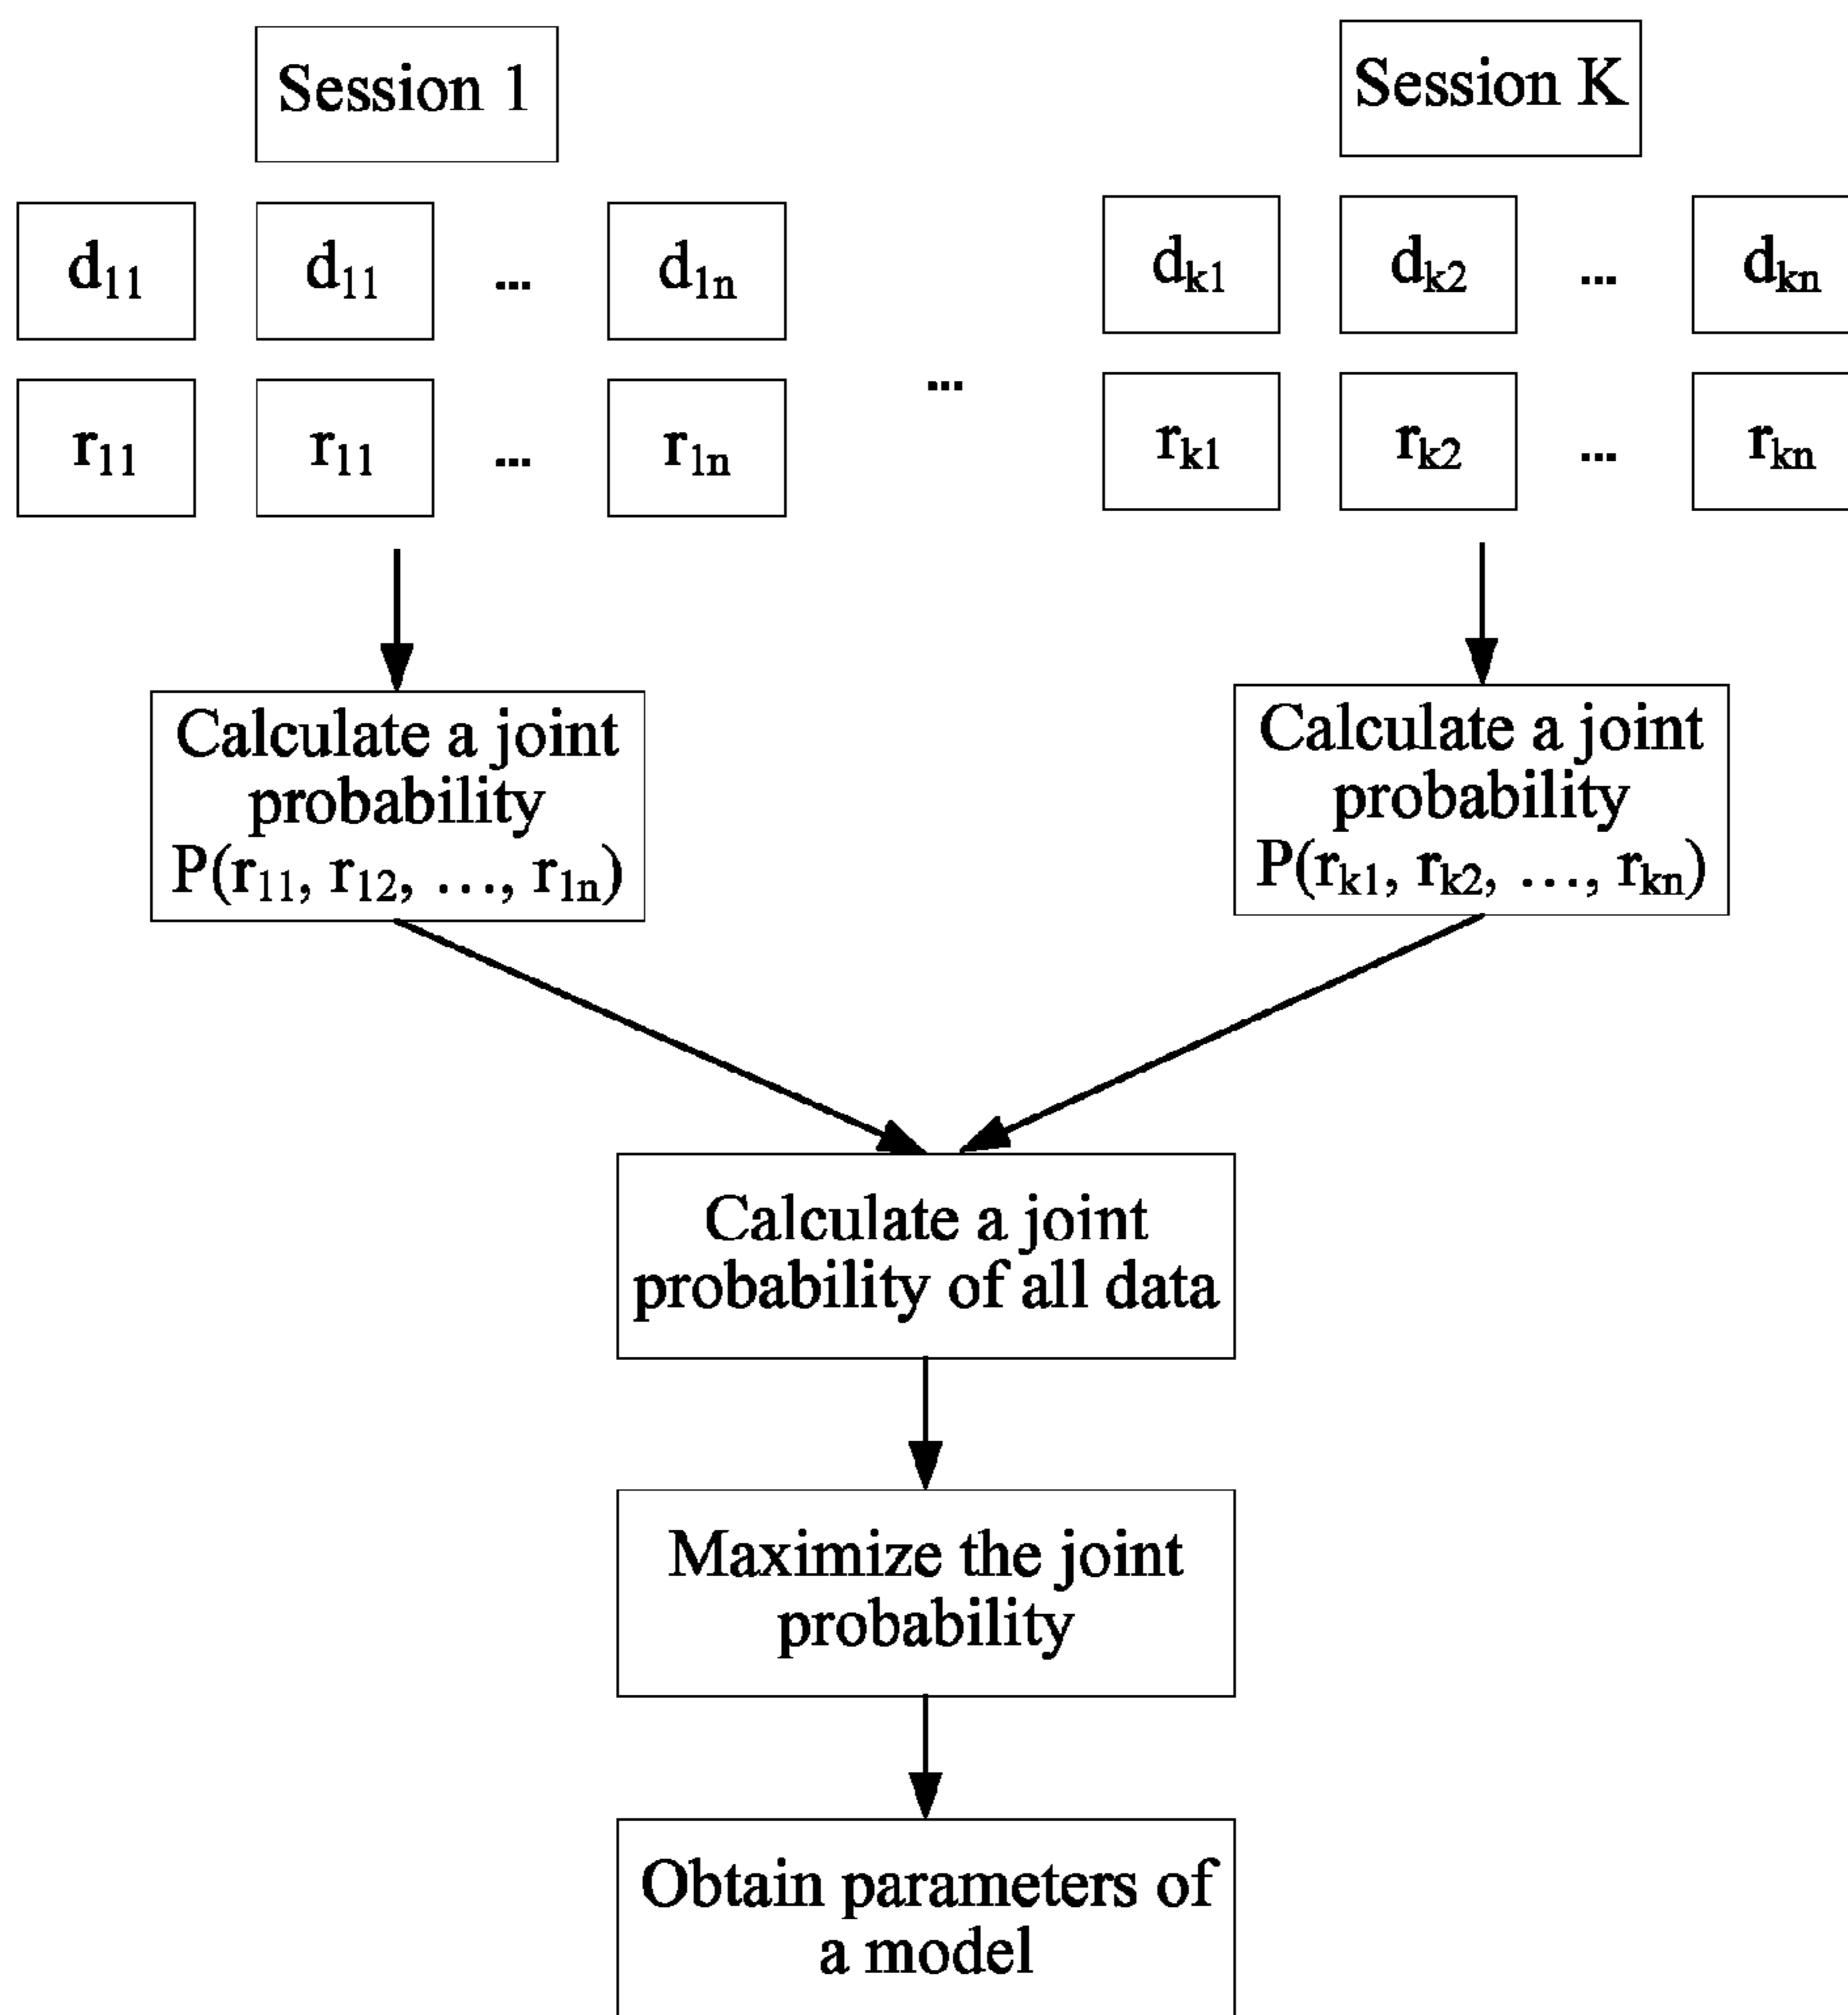 Session 1
Session K
d₁₁ d₁₁ ... d₁ₙ
dₖ₁ dₖ₂ ... dₖₙ
...
r₁₁ r₁₁ ... r₁ₙ
rₖ₁ rₖ₂ ... rₖₙ
Calculate a joint
probability
P(r₁₁, r₁₂, ..., r₁ₙ)
Calculate a joint
probability
P(rₖ₁, rₖ₂, ..., rₖₙ)
Calculate a joint
probability of all data
Maximize the joint
probability
Obtain parameters of
a model